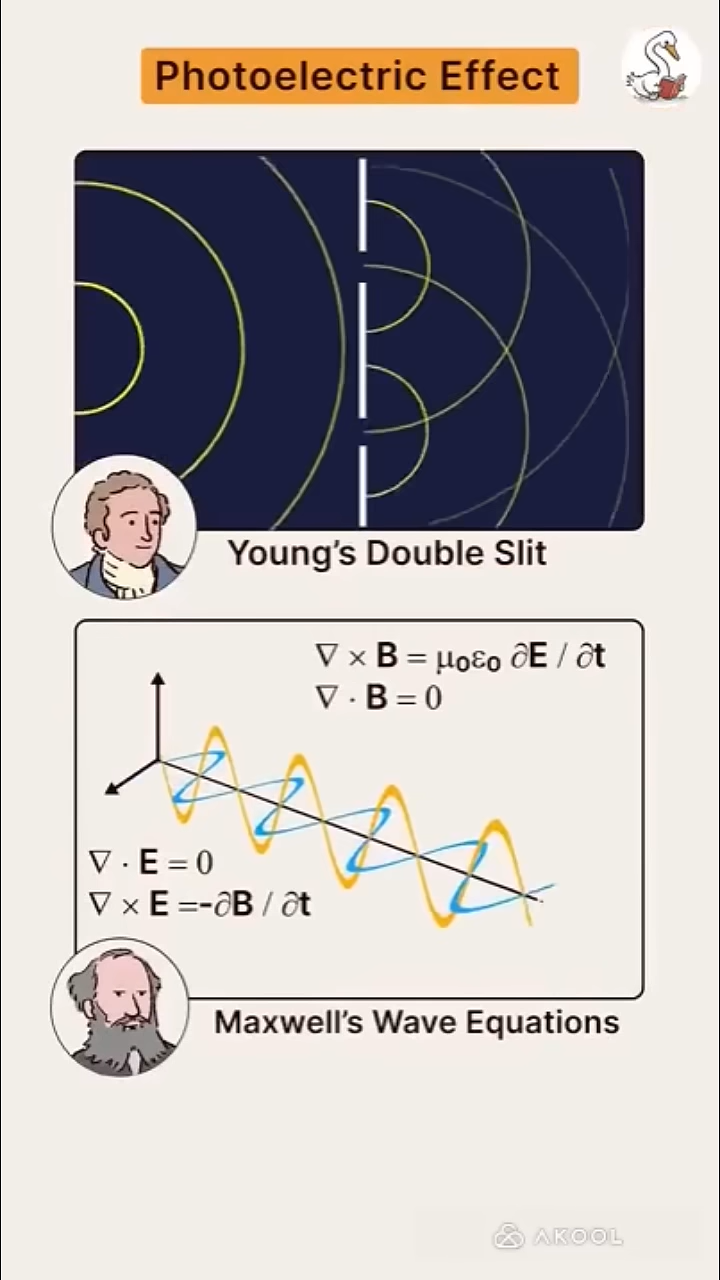 Photoelectric Effect
Young’s Double Slit
∇ × B = μ₀ε₀ ∂E / ∂t
∇ · B = 0
∇ · E = 0
∇ × E =-∂B / ∂t
Maxwell’s Wave Equations
AKOOL